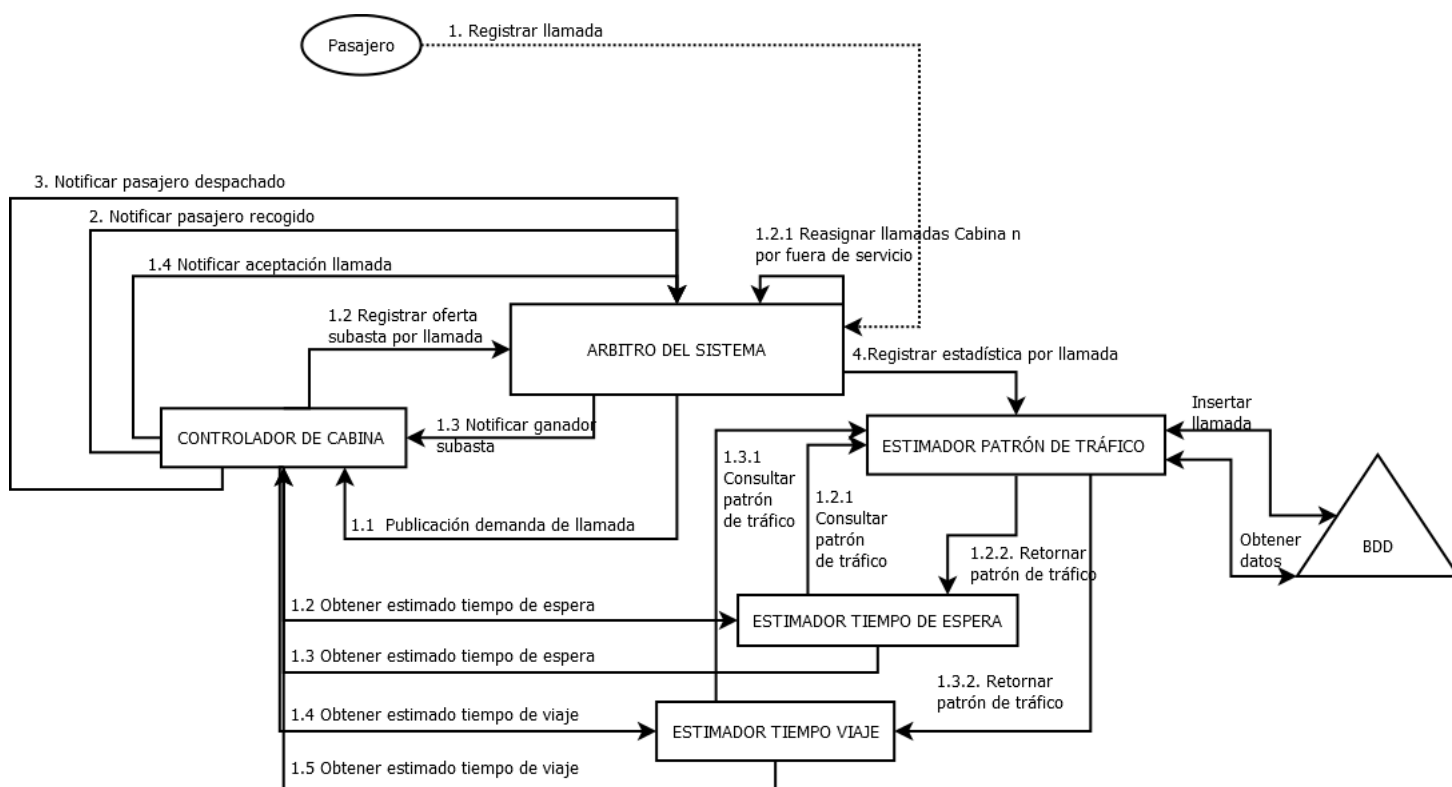 1. Registrar llamada
Pasajero
3. Notificar pasajero despachado
2. Notificar pasajero recogido
1.2.1 Reasignar llamadas Cabina n
por fuera de servicio
1.4 Notificar aceptación llamada
1.2 Registrar oferta
subasta por llamada
ARBITRO DEL SISTEMA
4.Registrar estadística por llamada
CONTROLADOR DE CABINA
1.3 Notificar ganador
subasta
Insertar
llamada
ESTIMADOR PATRÓN DE TRÁFICO
1.3.1
Consultar
patrón
de tráfico
1.2.1
Consultar
patrón
de tráfico
1.1 Publicación demanda de llamada
Obtener
datos
BDD
1.2.2. Retornar
patrón de tráfico
1.2 Obtener estimado tiempo de espera
ESTIMADOR TIEMPO DE ESPERA
1.3 Obtener estimado tiempo de espera
1.3.2. Retornar
patrón de tráfico
1.4 Obtener estimado tiempo de viaje
ESTIMADOR TIEMPO VIAJE
1.5 Obtener estimado tiempo de viaje